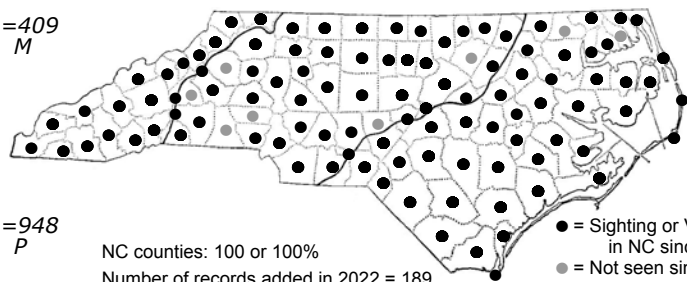 =409
M
=948
P
NC counties: 100 or 100%
Number of records added in 2022 = 189
● = Sighting or
in NC sinc
● = Not seen sin